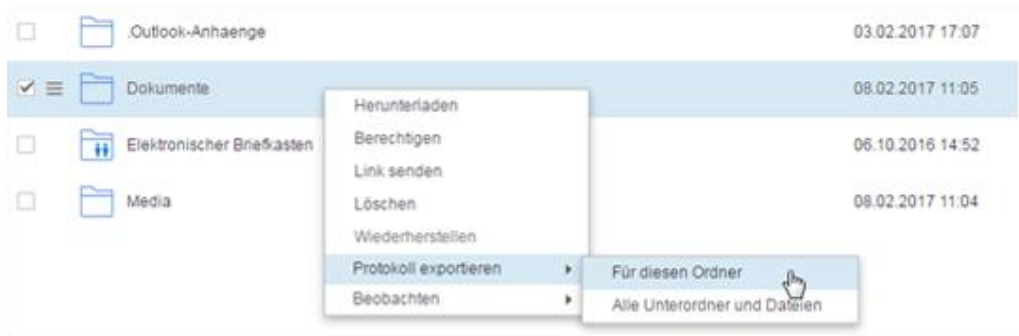 .Outlook-Anhaenge 03.02.2017 17:07
Dokumente 08.02.2017 11:05
Herunterladen
Berechtigen
Elektronischer Briefkasten 06.10.2016 14:52
Link senden
Media 08.02.2017 11:04
Löschen
Wiederherstellen
Protokoll exportieren
Für diesen Ordner
Beobachten
Alle Unterordner und Dateien